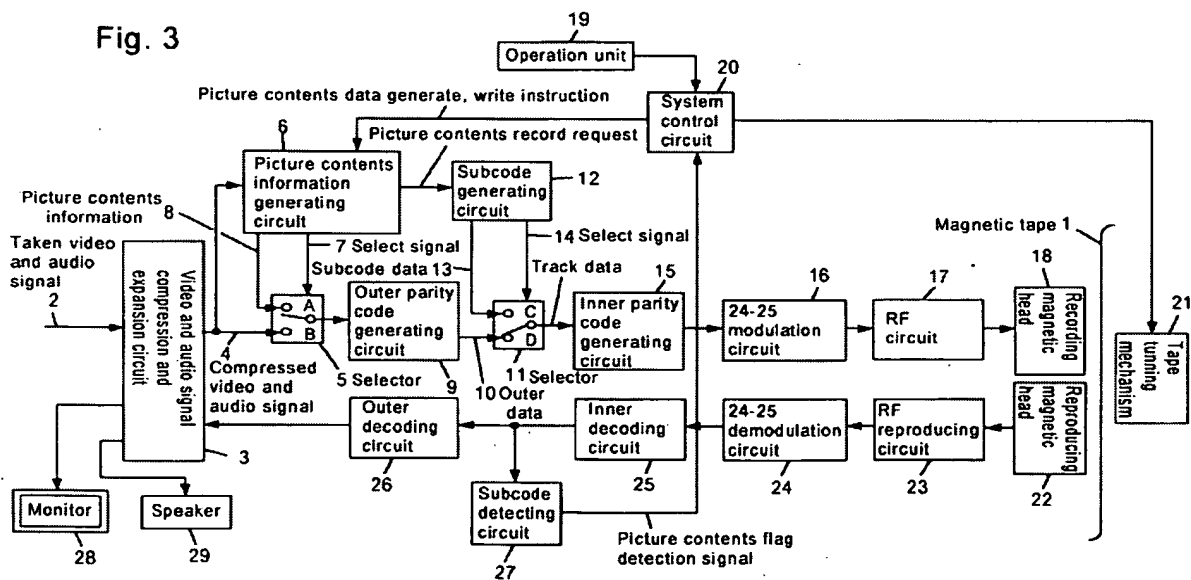 Fig. 3
19
Operation unit
20
System
control
circuit
Picture contents data generate, write instruction
6
Picture contents record request
Picture contents
information
generating
circuit
Subcode
generating
circuit
12
Picture contents
information
8
7 Select signal
14 Select signal
Magnetic tape 1
Taken video
and audio
signal
2
Subcode data 13
Track data
15
16
17
18
21
Video and audio signal
compression and
expansion circuit
A
B
Outer parity
code
generating
circuit
C
D
Inner parity
code
generating
circuit
24-25
modulation
circuit
RF
circuit
Recording
magnetic
head
Tape
tunning
mechanism
4
Compressed
video and
audio signal
5 Selector
9
10
11 Selector
Outer
data
3
Outer
decoding
circuit
26
Inner
decoding
circuit
25
24-25
demodulation
circuit
24
RF
reproducing
circuit
23
Reproducing
magnetic
head
22
Monitor
28
Speaker
29
Subcode
detecting
circuit
27
Picture contents flag
detection signal